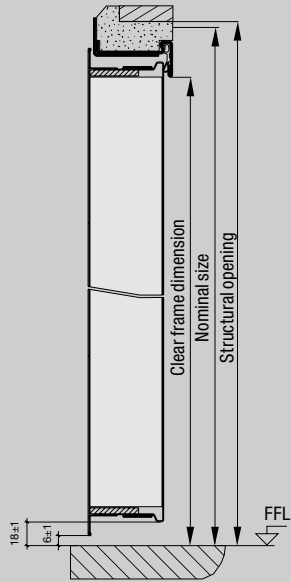 Clear frame dimension
Nominal size
Structural opening
FFL
18±1
6±1